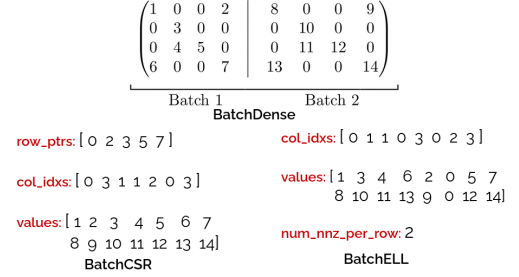 1 0 0 2 8 0 0 9
0 3 0 0 0 10 0 0
0 4 5 0 0 11 12 0
6 0 0 7 13 0 0 14
Batch 1 Batch 2
BatchDense
row_ptrs: [ 0 2 3 5 7 ]
col_idxs: [ 0 3 1 1 2 0 3 ]
values: [ 1 2 3 4 5 6 7
8 9 10 11 12 13 14]
BatchCSR
col_idxs: [ 0 1 1 0 3 0 2 3 ]
values: [ 1 3 4 6 2 0 5 7
8 10 11 13 9 0 12 14]
num_nnz_per_row: 2
BatchELL